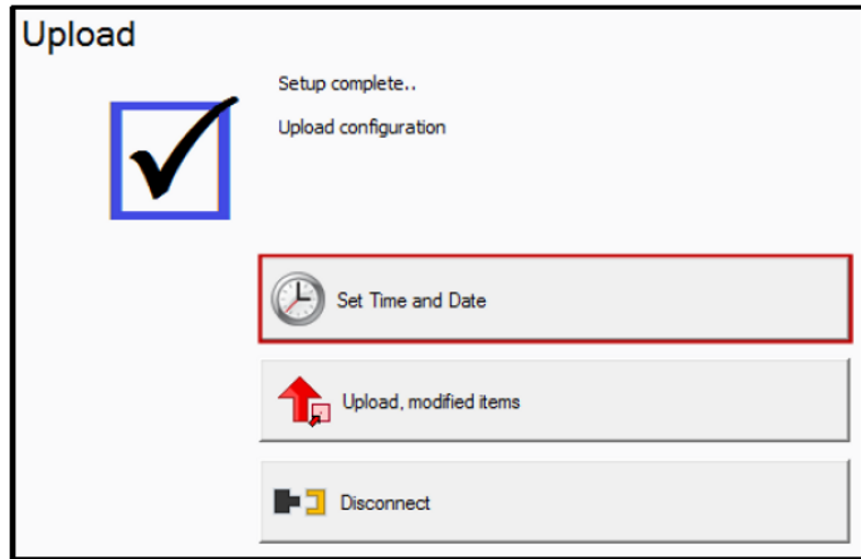 Upload
Setup complete..
Upload configuration
Set Time and Date
Upload, modified items
Disconnect